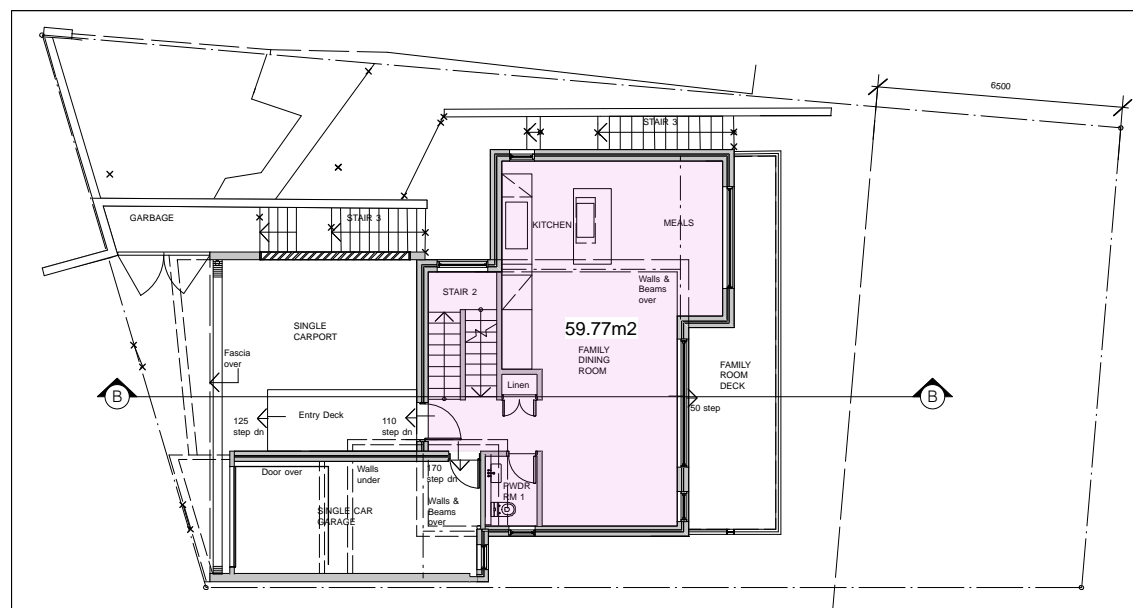 6500
STAIR 3
GARBAGE
STAIR 3
KITCHEN
MEALS
STAIR 2
Walls &
Beams
over
SINGLE
CARPORT
59.77m2
FAMILY
DINING
ROOM
Fascia
over
FAMILY
ROOM
DECK
Linen
B
B
50 step
Entry Deck
125
step dn
110
step dn
Door over
Walls
under
170
step dn
PWDR
RM 1
Walls &
Beams
over
SINGLE CAR
GARAGE